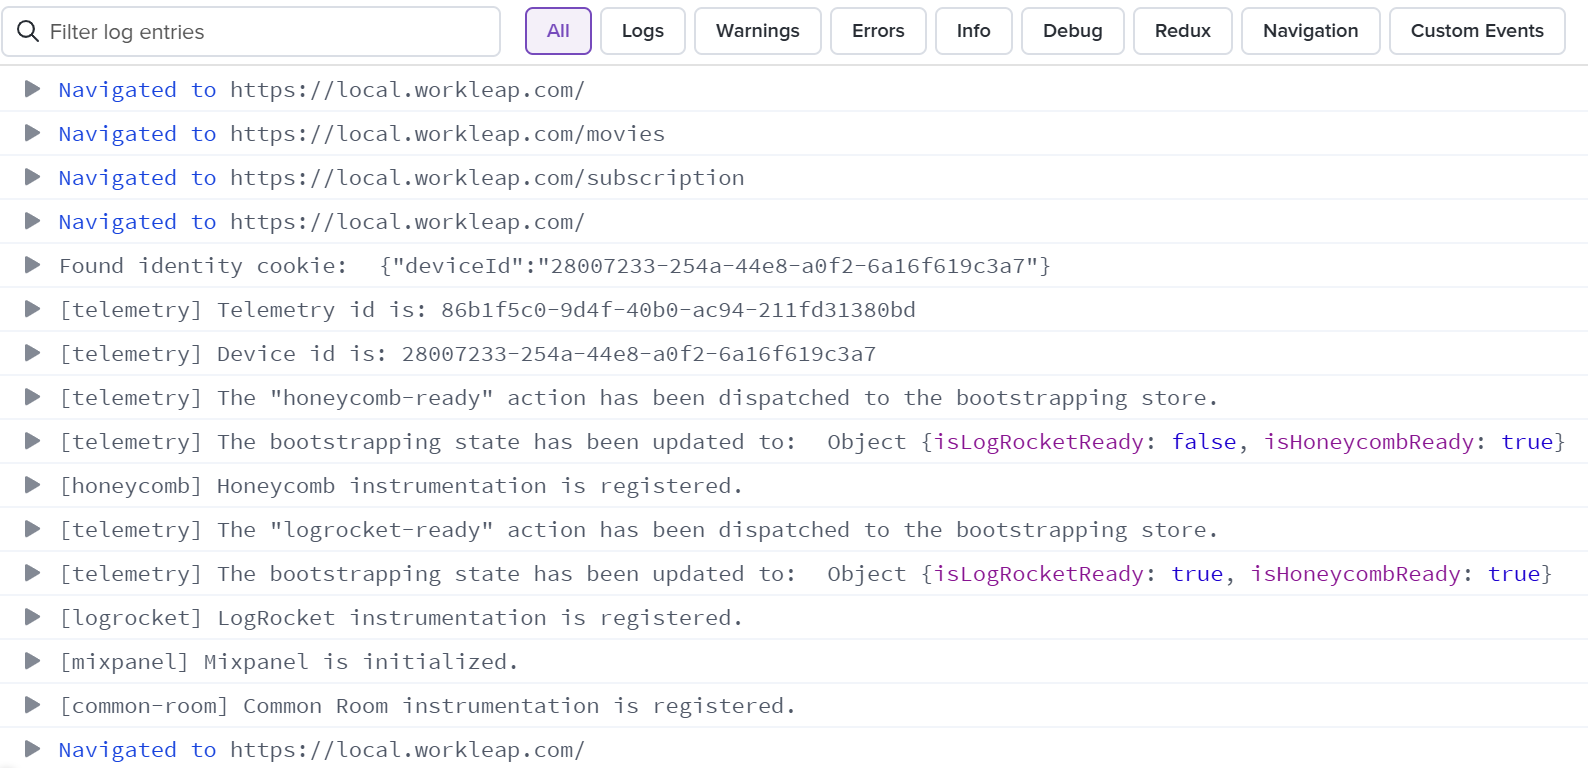 Filter log entries All Logs Warnings Errors Info Debug Redux Navigation Custom Events
Navigated to https://local.workleap.com/
Navigated to https://local.workleap.com/movies
Navigated to https://local.workleap.com/subscription
Navigated to https://local.workleap.com/
Found identity cookie: {"deviceId":"28007233-254a-44e8-a0f2-6a16f619c3a7"}
[telemetry] Telemetry id is: 86b1f5c0-9d4f-40b0-ac94-211fd31380bd
[telemetry] Device id is: 28007233-254a-44e8-a0f2-6a16f619c3a7
[telemetry] The "honeycomb-ready" action has been dispatched to the bootstrapping store.
[telemetry] The bootstrapping state has been updated to: Object {isLogRocketReady: false, isHoneycombReady: true}
[honeycomb] Honeycomb instrumentation is registered.
[telemetry] The "logrocket-ready" action has been dispatched to the bootstrapping store.
[telemetry] The bootstrapping state has been updated to: Object {isLogRocketReady: true, isHoneycombReady: true}
[logrocket] LogRocket instrumentation is registered.
[mixpanel] Mixpanel is initialized.
[common-room] Common Room instrumentation is registered.
Navigated to https://local.workleap.com/